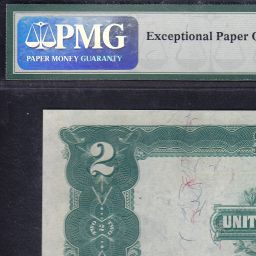 PMG
PAPER MONEY GUARANTY
Exceptional Paper
2
UNIT